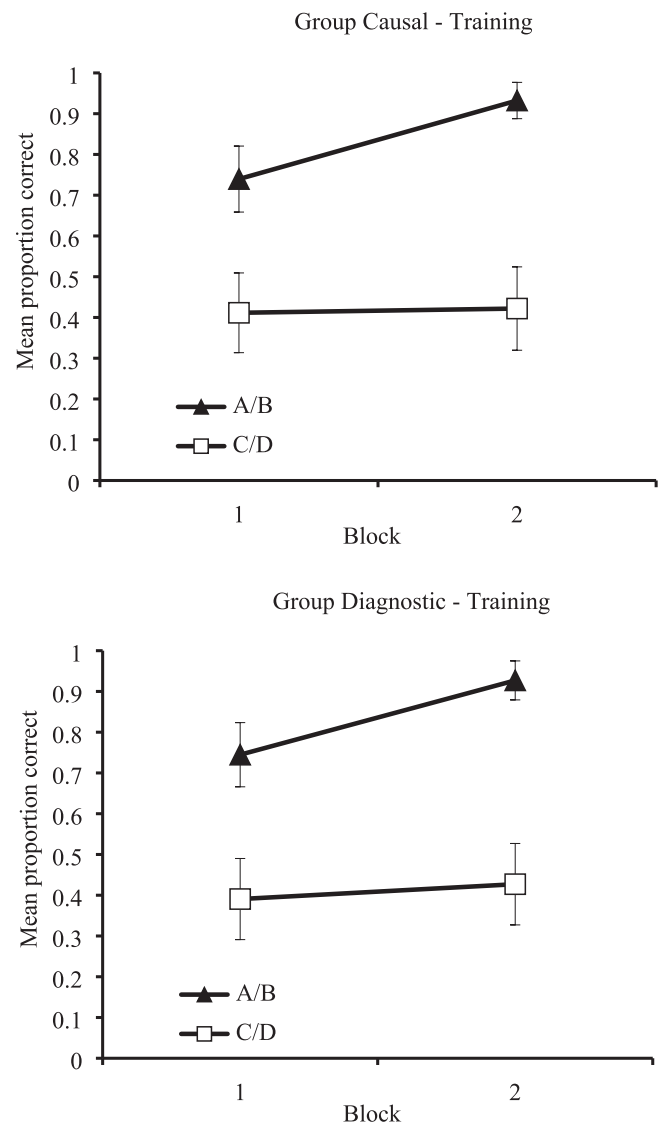 Group Causal - Training
Mean proportion correct
1
0.9
0.8
0.7
0.6
0.5
0.4
0.3
0.2
0.1
0
A/B
C/D
1 2
Block
Group Diagnostic - Training
Mean proportion correct
1
0.9
0.8
0.7
0.6
0.5
0.4
0.3
0.2
0.1
0
A/B
C/D
1 2
Block